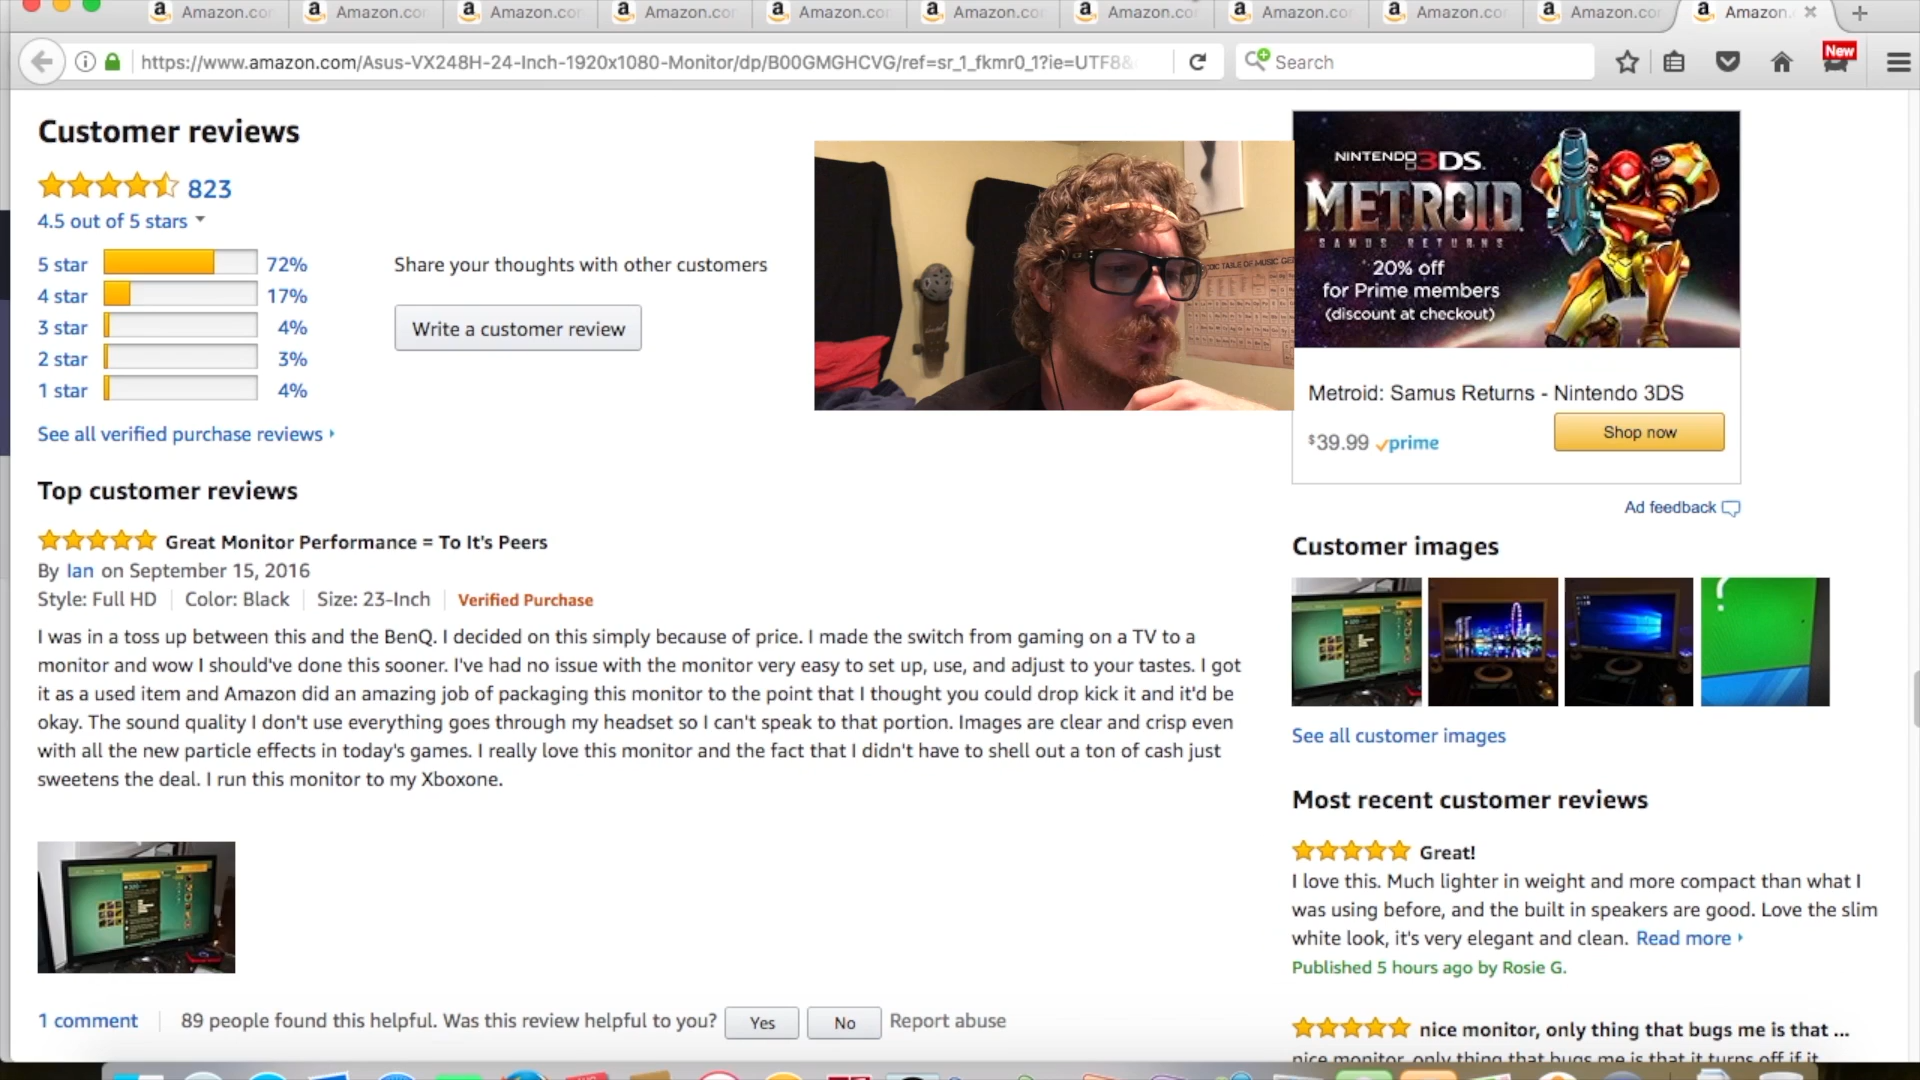 Amazon.co
Amazon.co
Amazon.co
Amazon.co
Amazon.co
Amazon.co
Amazon.co
Amazon.co
Amazon.co
Amazon.co
Amazon.
https://www.amazon.com/Asus-VX248H-24-Inch-1920x1080-Monitor/dp/B00GMGHCVG/ref=sr_1_fkmr0_1?ie=UTF8&
Search
New
Customer reviews
823
4.5 out of 5 stars
5 star 72%
4 star 17%
3 star 4%
2 star 3%
1 star 4%
See all verified purchase reviews
Share your thoughts with other customers
Write a customer review
TABLE OF MUSIC
NINTENDO 3DS
METROID
SAMUS RETURNS
20% off
for Prime members
(discount at checkout)
Metroid: Samus Returns - Nintendo 3DS
$39.99 prime
Shop now
Ad feedback
Top customer reviews
Great Monitor Performance = To It's Peers
By Ian on September 15, 2016
Style: Full HD Color: Black Size: 23-Inch Verified Purchase
I was in a toss up between this and the BenQ. I decided on this simply because of price. I made the switch from gaming on a TV to a
monitor and wow I should've done this sooner. I've had no issue with the monitor very easy to set up, use, and adjust to your tastes. I got
it as a used item and Amazon did an amazing job of packaging this monitor to the point that I thought you could drop kick it and it'd be
okay. The sound quality I don't use everything goes through my headset so I can't speak to that portion. Images are clear and crisp even
with all the new particle effects in today's games. I really love this monitor and the fact that I didn't have to shell out a ton of cash just
sweetens the deal. I run this monitor to my Xboxone.
1 comment 89 people found this helpful. Was this review helpful to you? Yes No Report abuse
Customer images
See all customer images
Most recent customer reviews
Great!
I love this. Much lighter in weight and more compact than what I
was using before, and the built in speakers are good. Love the slim
white look, it's very elegant and clean. Read more
Published 5 hours ago by Rosie G.
nice monitor, only thing that bugs me is that ...
nice monitor, only thing that bugs me is that it turns off if it